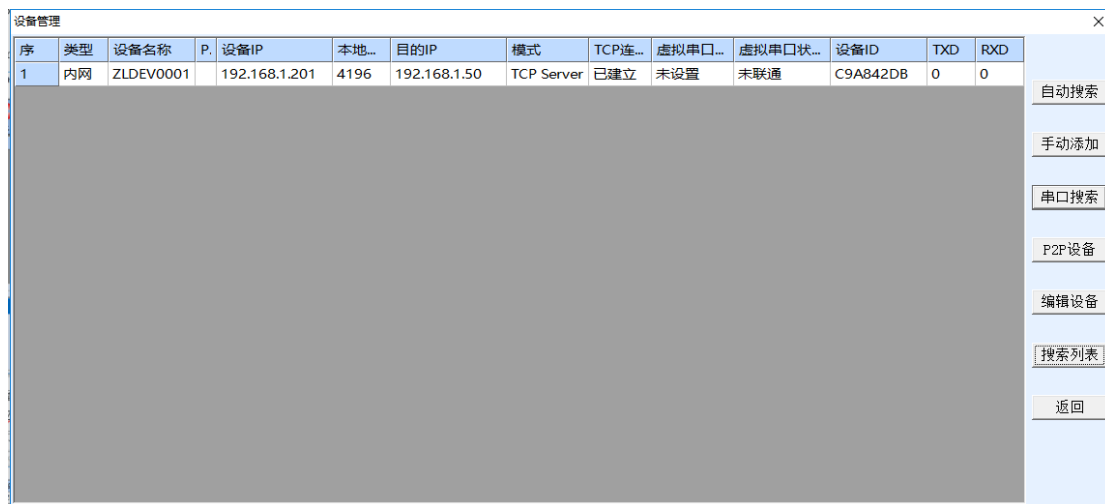 设备管理
序 类型 设备名称 P. 设备IP 本地... 目的IP 模式 TCP连... 虚拟串口... 虚拟串口状... 设备ID TXD RXD
1 内网 ZLDEV0001 192.168.1.201 4196 192.168.1.50 TCP Server 已建立 未设置 未联通 C9A842DB 0 0
自动搜索
手动添加
串口搜索
P2P设备
编辑设备
搜索列表
返回